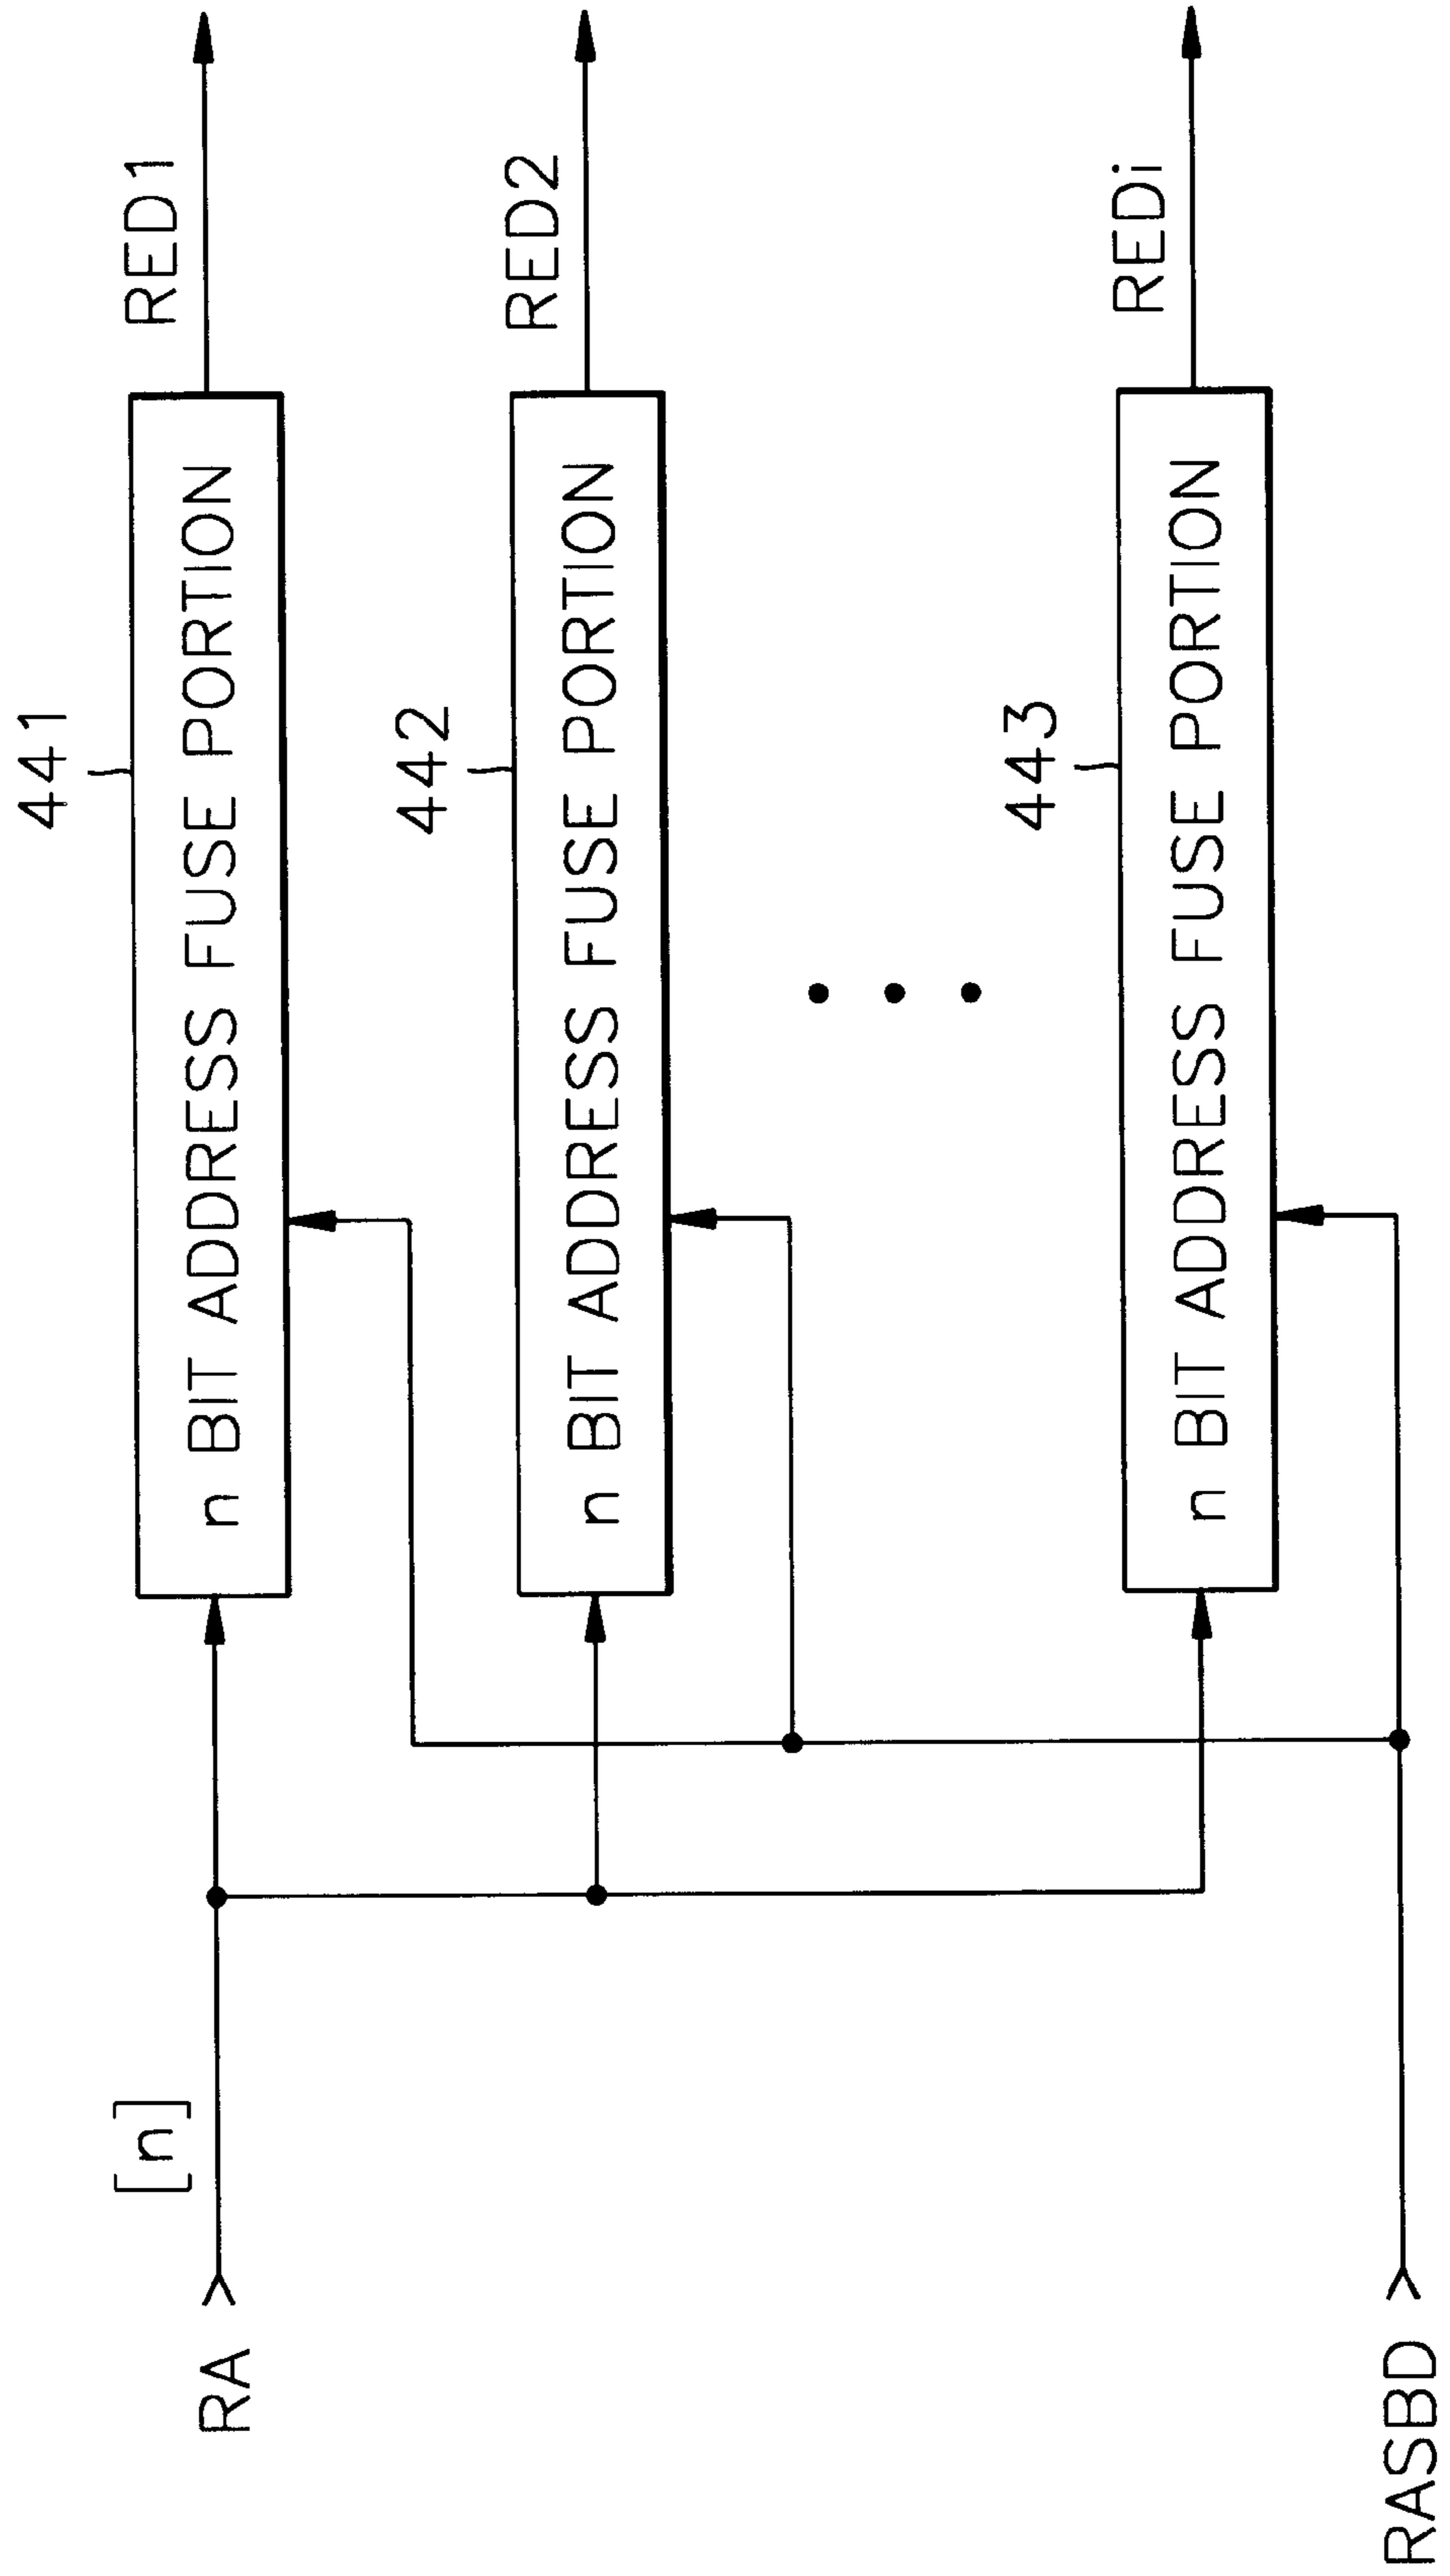 441
n BIT ADDRESS FUSE PORTION
RED1
442
n BIT ADDRESS FUSE PORTION
RED2
443
n BIT ADDRESS FUSE PORTION
REDi
RA
[n]
RASBD